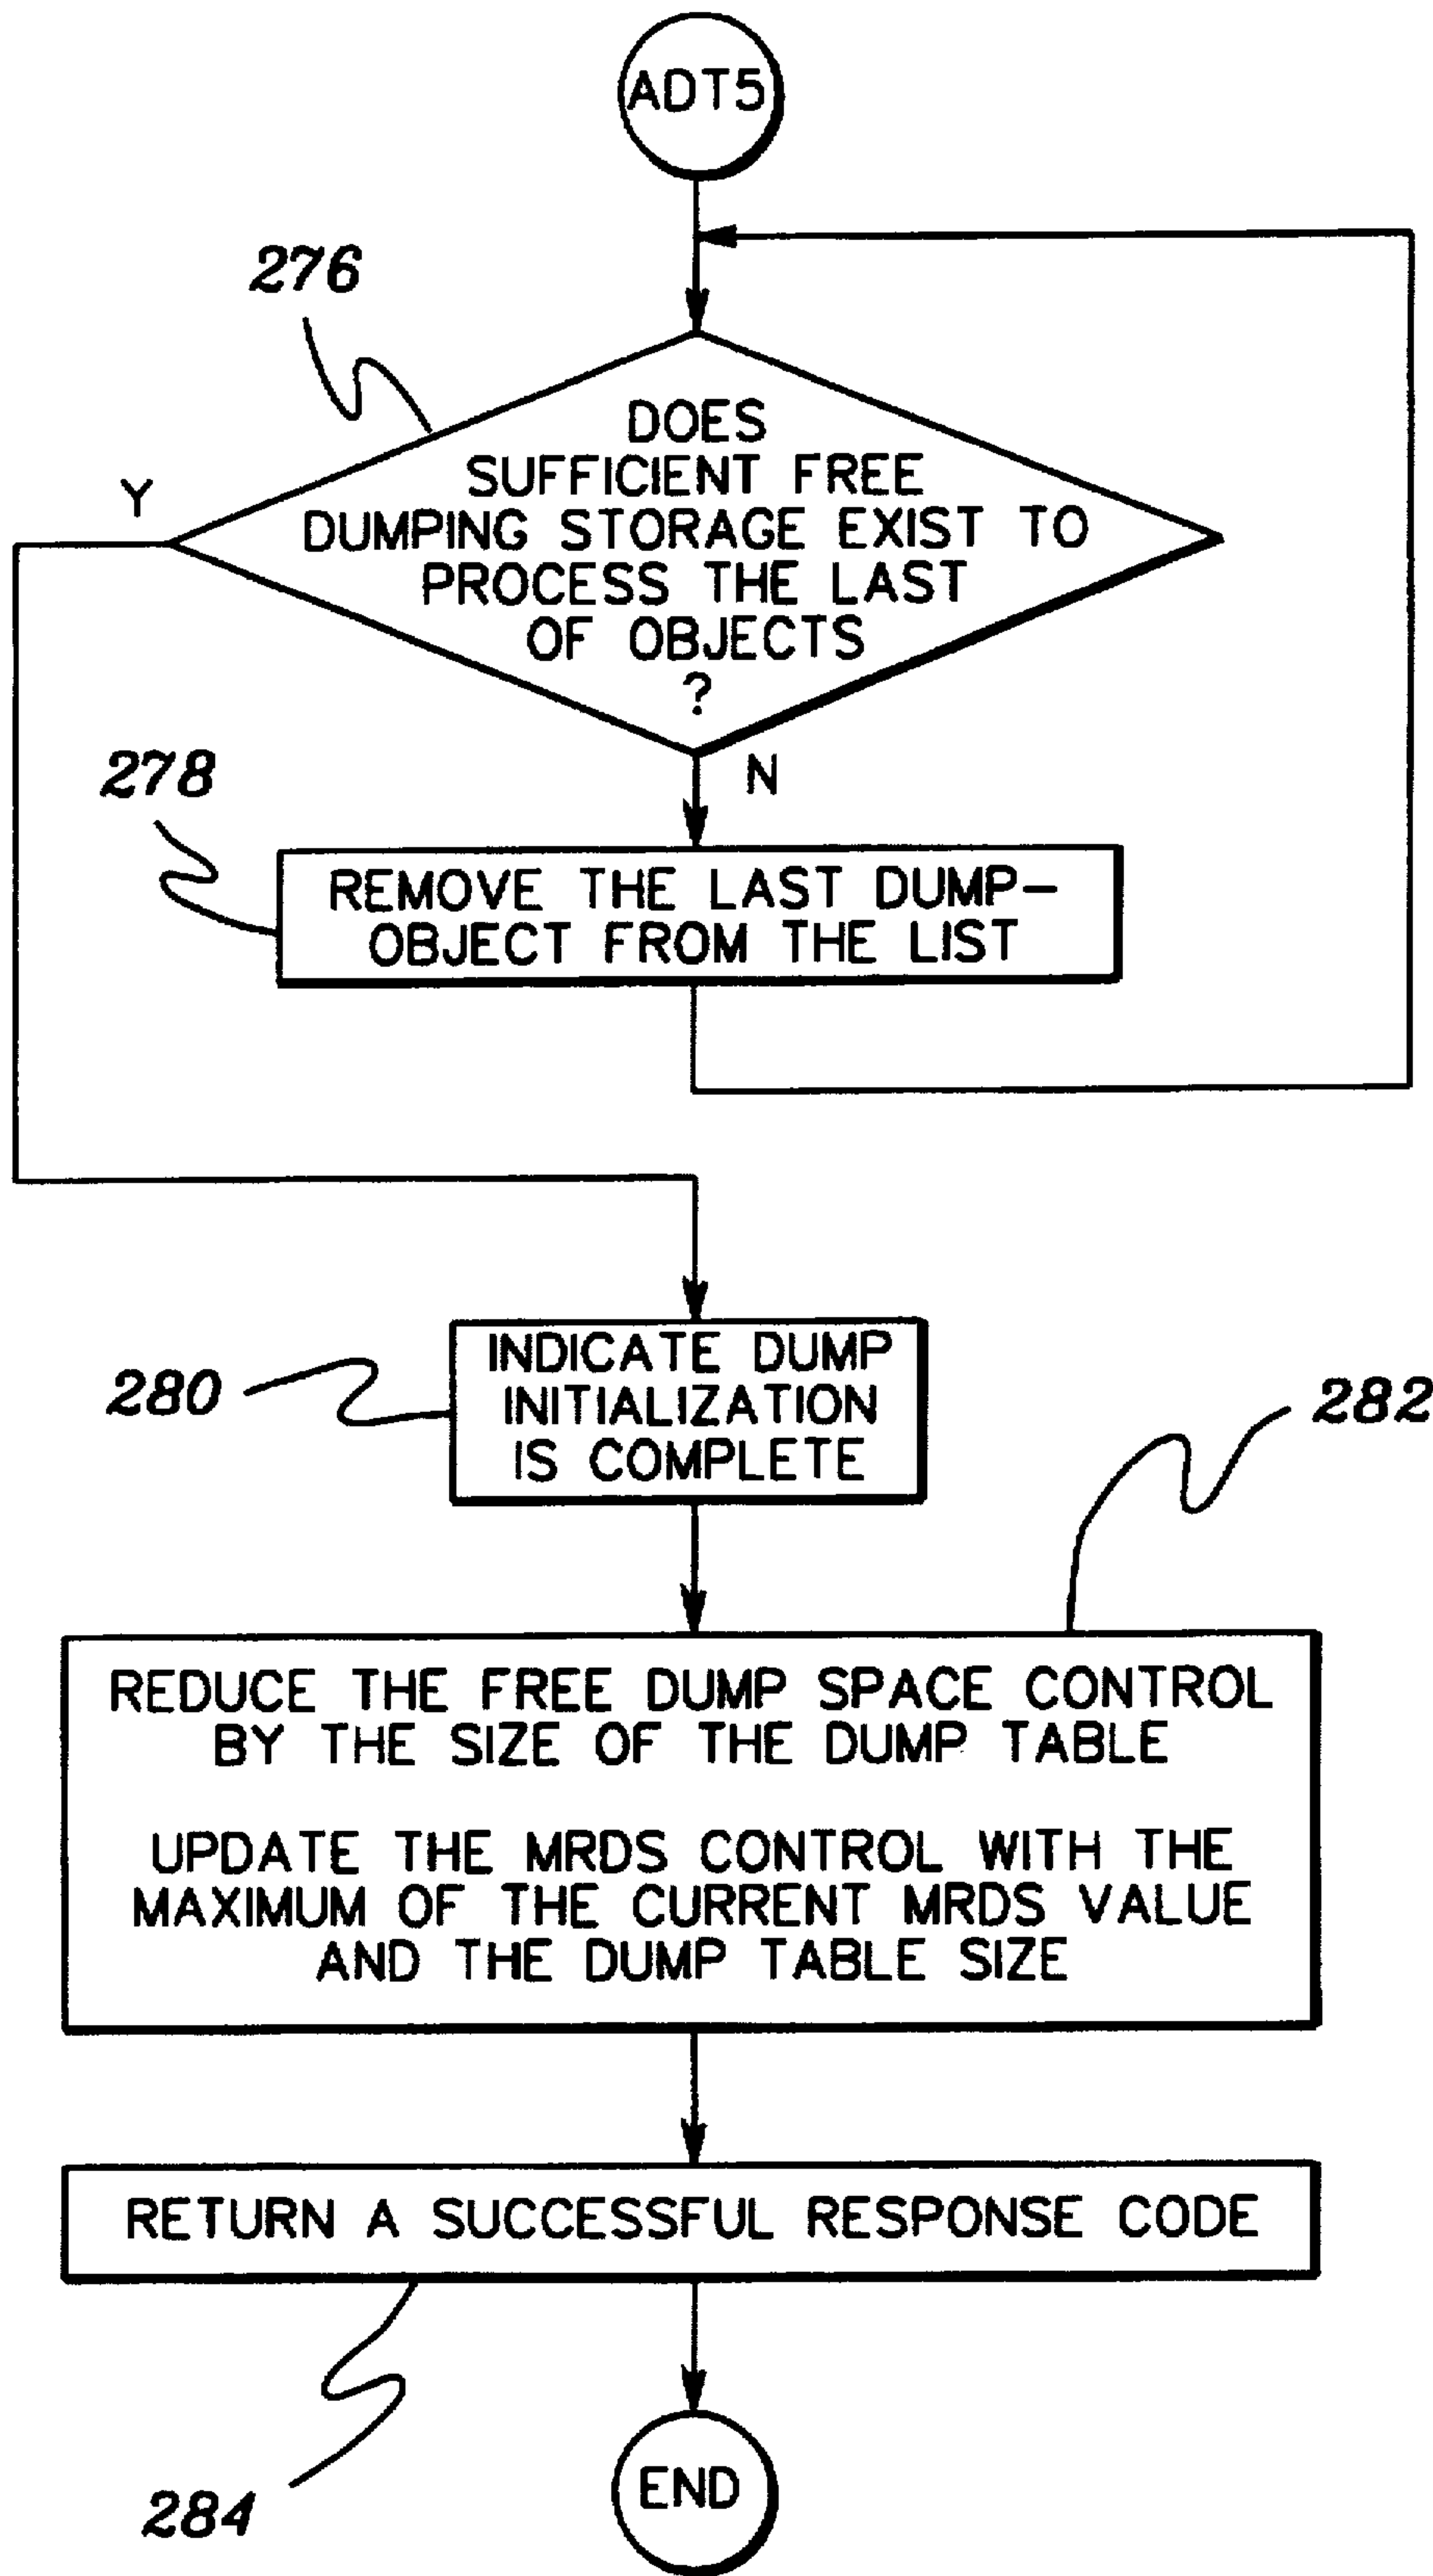 ADT5
276
DOES
SUFFICIENT FREE
Y
DUMPING STORAGE EXIST TO
PROCESS THE LAST
OF OBJECTS
?
278
N
REMOVE THE LAST DUMP-
OBJECT FROM THE LIST
INDICATE DUMP
280
INITIALIZATION
282
IS COMPLETE
REDUCE THE FREE DUMP SPACE CONTROL
BY THE SIZE OF THE DUMP TABLE
UPDATE THE MRDS CONTROL WITH THE
MAXIMUM OF THE CURRENT MRDS VALUE
AND THE DUMP TABLE SIZE
RETURN A SUCCESSFUL RESPONSE CODE
END
284